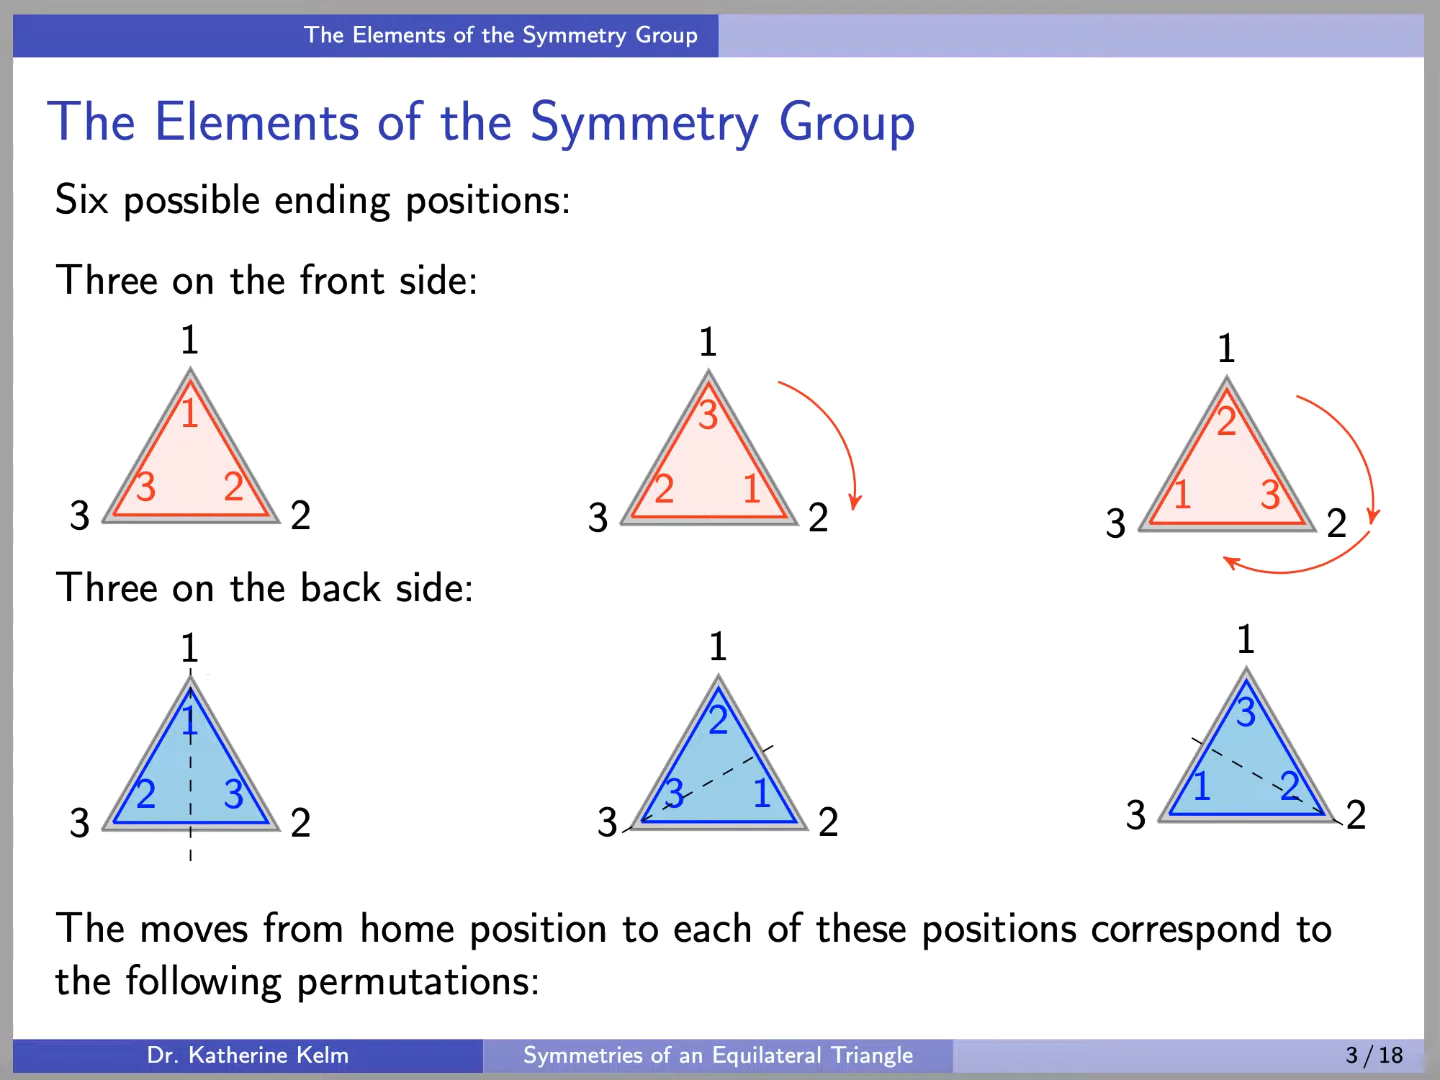 The Elements of the Symmetry Group
The Elements of the Symmetry Group
Six possible ending positions:
Three on the front side:
1 1 1
1 3 2
3 3 2 2 3 2 1 2 3 1 3 2
Three on the back side:
1 1 1
1 2 3
3 2 3 2 3 3 1 2 3 1 2 2
The moves from home position to each of these positions correspond to
the following permutations:
Dr. Katherine Kelm Symmetries of an Equilateral Triangle 3 / 18